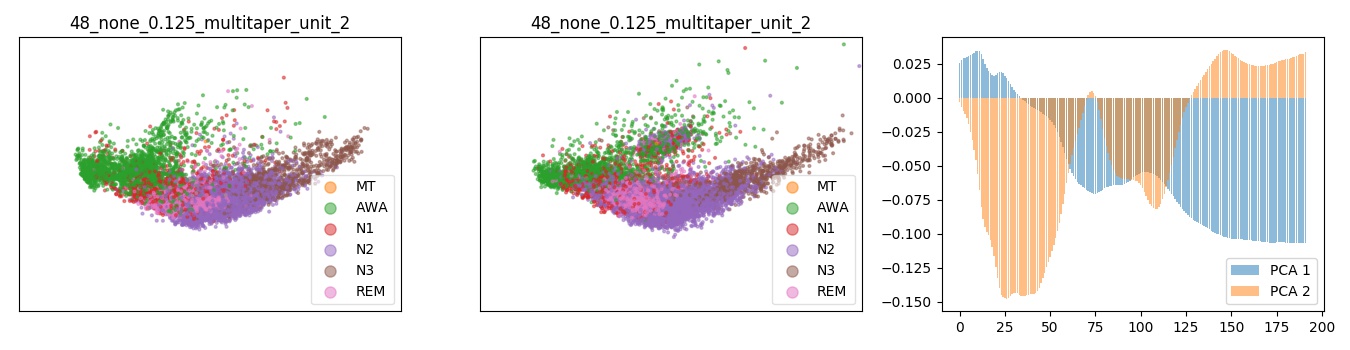 48_none_0.125_multitaper_unit_2
MT
AWA
N1
N2
N3
REM
48_none_0.125_multitaper_unit_2
MT
AWA
N1
N2
N3
REM
0.025
0.000
−0.025
−0.050
−0.075
−0.100
−0.125
−0.150
0 25 50 75 100 125 150 175 200
PCA 1
PCA 2